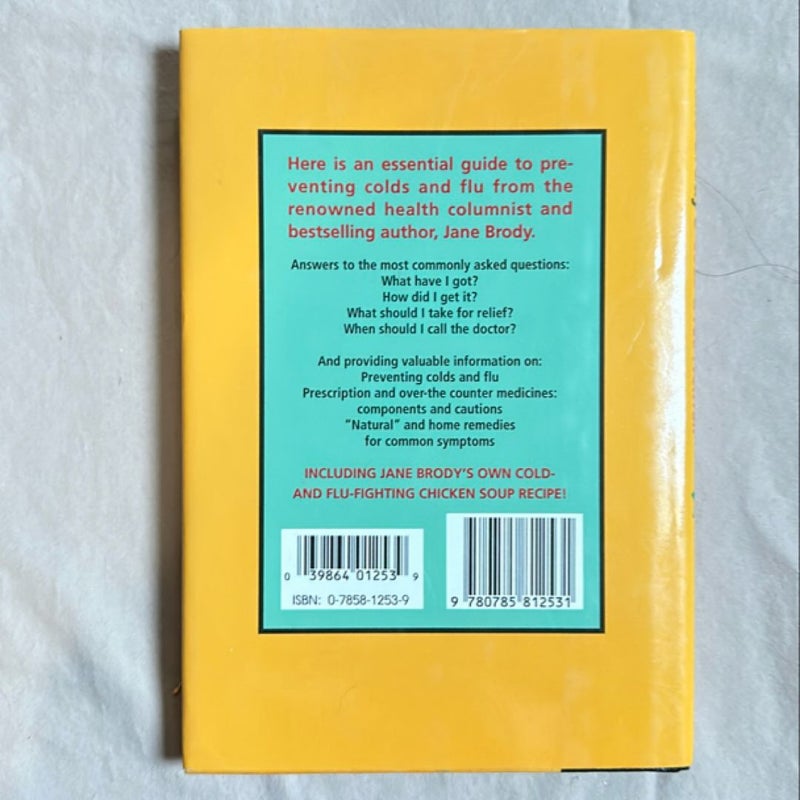 Here is an essential guide to pre-
venting colds and flu from the
renowned health columnist and
bestselling author, Jane Brody.
Answers to the most commonly asked questions:
What have I got?
How did I get it?
What should I take for relief?
When should I call the doctor?
And providing valuable information on:
Preventing colds and flu
Prescription and over-the counter medicines:
components and cautions
"Natural" and home remedies
for common symptoms
INCLUDING JANE BRODY'S OWN COLD-
AND FLU-FIGHTING CHICKEN SOUP RECIPE!
0 39864 01253 9
ISBN: 0-7858-1253-9
9 780785 812531